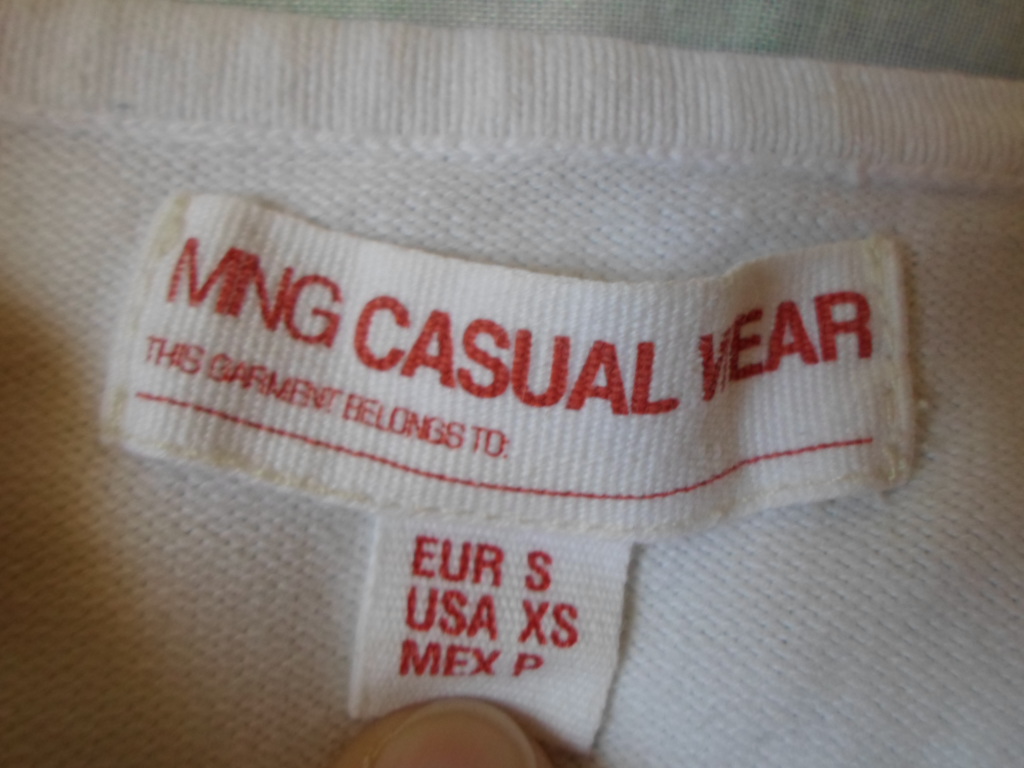 MNG CASUAL WEAR
THIS GARMENT BELONGS TO:
EUR S
USA XS
MEX P